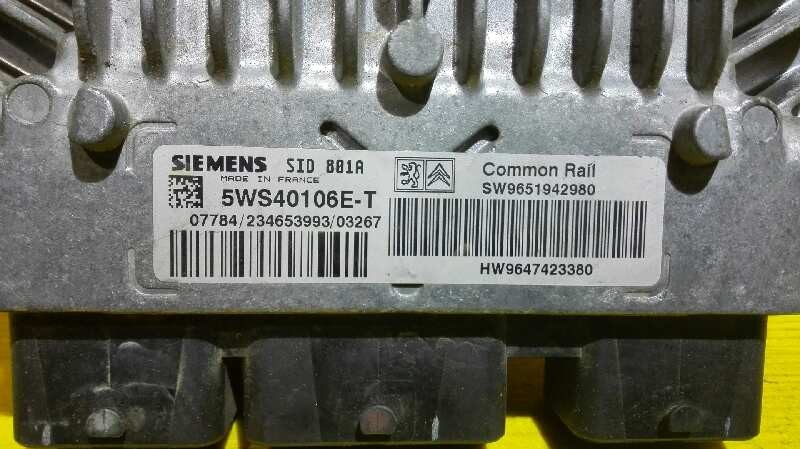 SIEMENS SID 801A
MADE IN FRANCE
5WS40106E-T
07784/234653993/03267
Common Rail
SW9651942980
HW9647423380